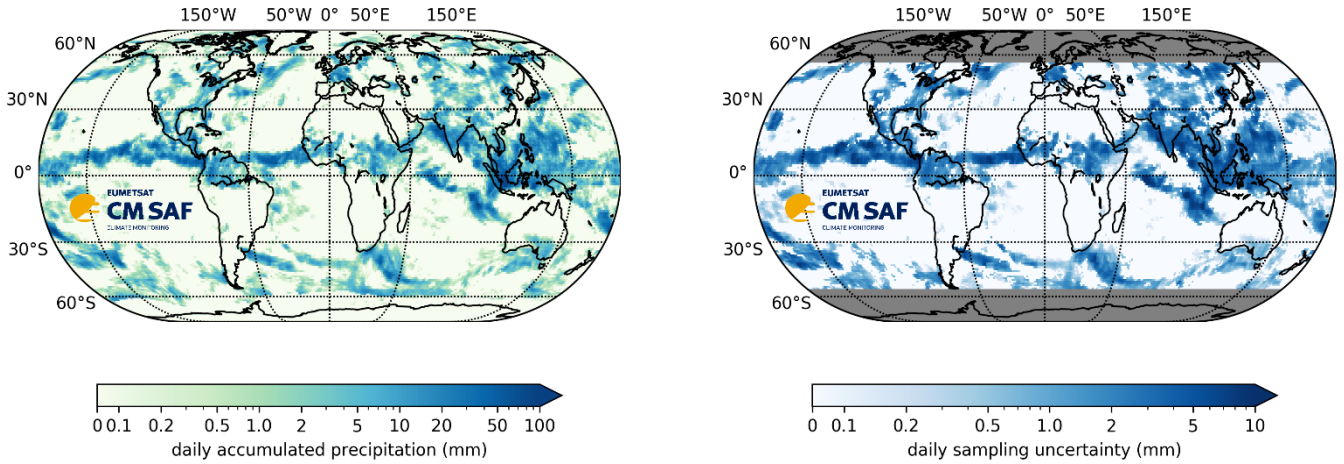 150°W 50°W 0° 50°E 150°E
60°N
30°N
0°
30°S
60°S
EUMETSAT
CM SAF
CLIMATE MONITORING
0 0.1 0.2 0.5 1.0 2 5 10 20 50 100
daily accumulated precipitation (mm)
150°W 50°W 0° 50°E 150°E
60°N
30°N
0°
30°S
60°S
EUMETSAT
CM SAF
CLIMATE MONITORING
0 0.1 0.2 0.5 1.0 2 5 10
daily sampling uncertainty (mm)